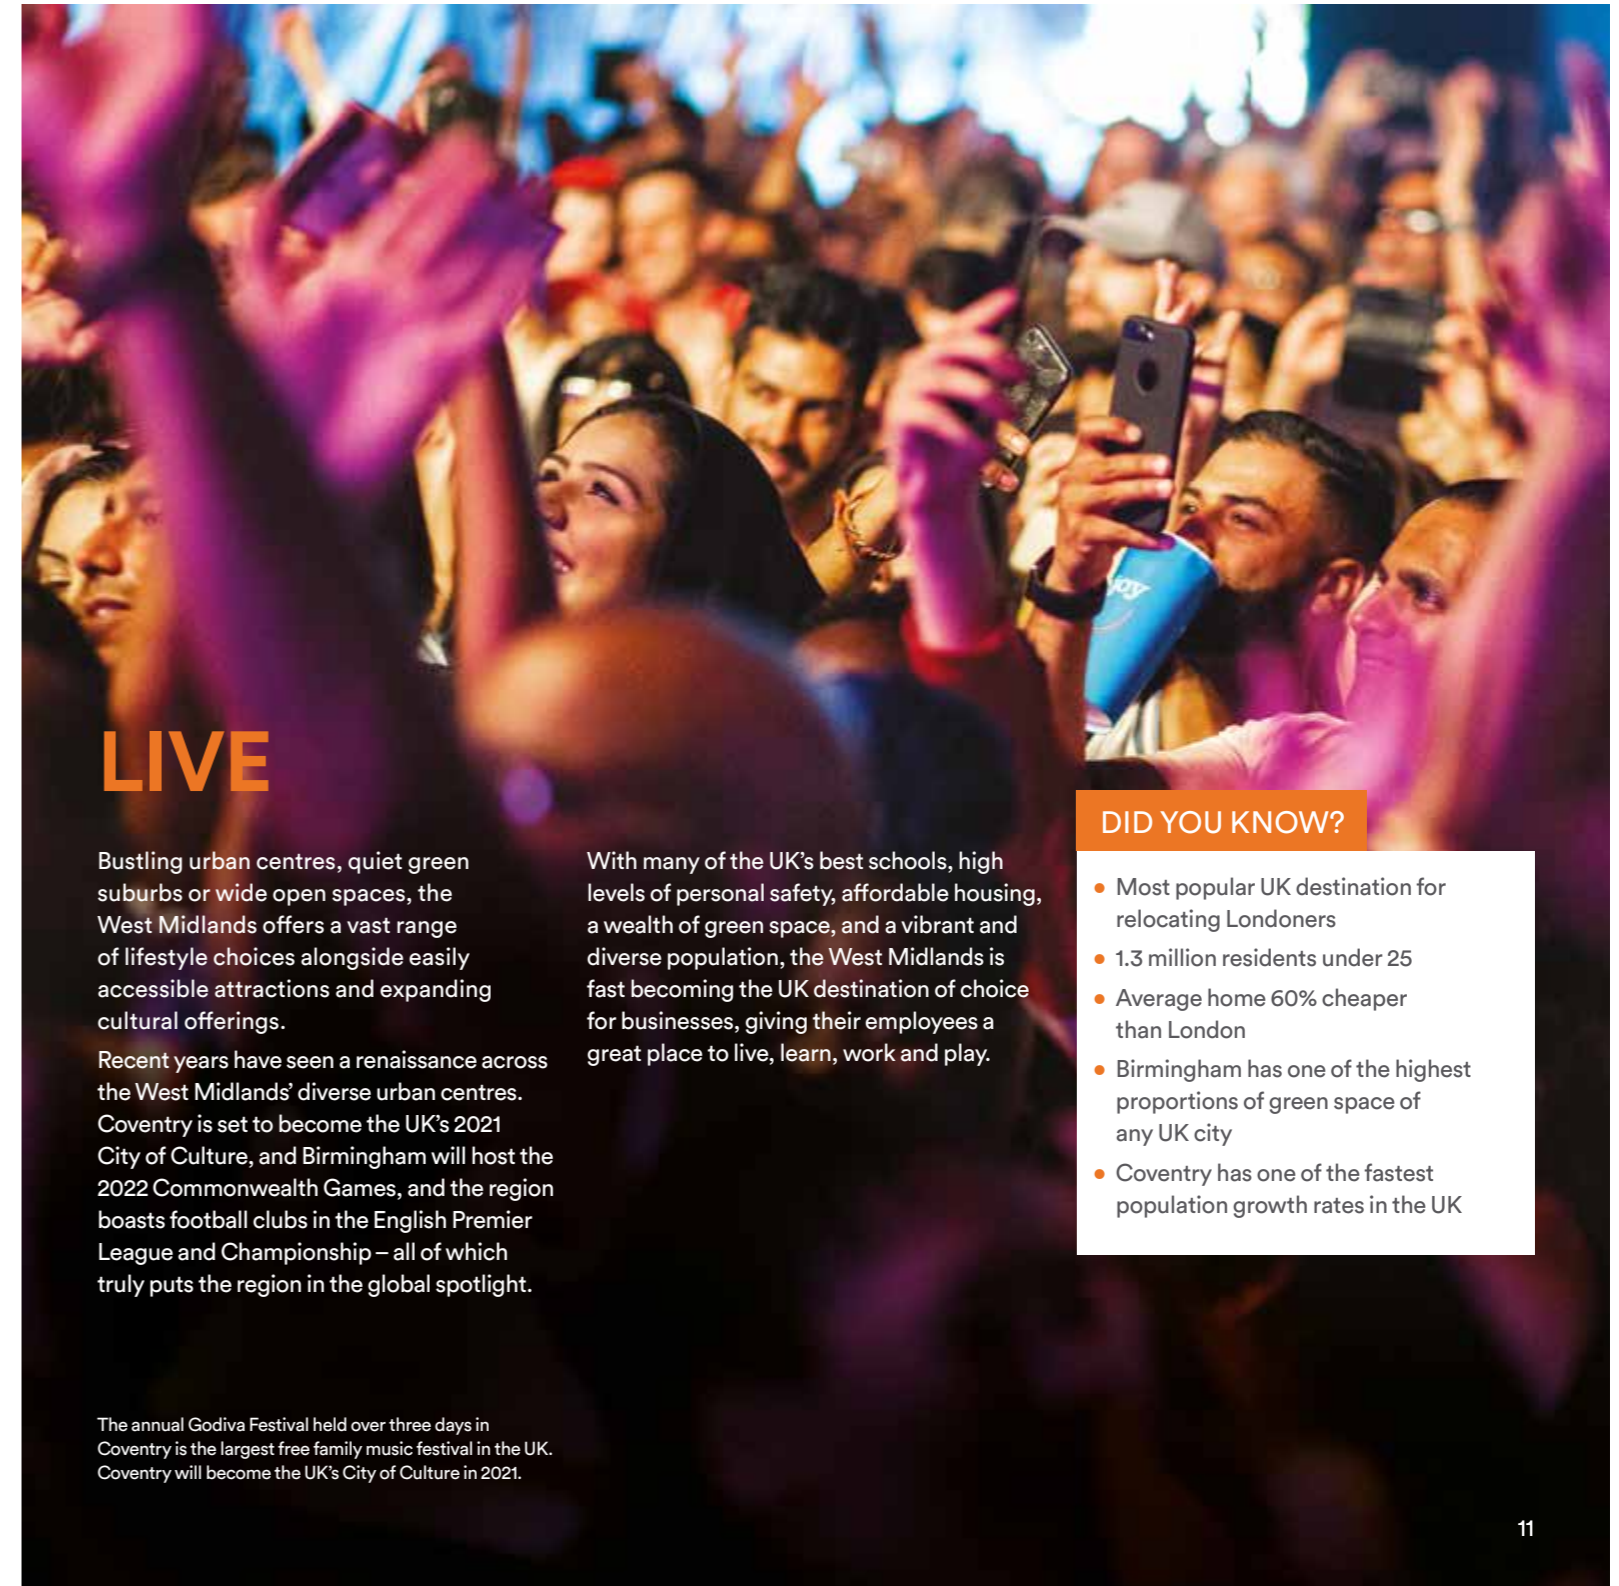 LIVE
Bustling urban centres, quiet green
suburbs or wide open spaces, the
West Midlands offers a vast range
of lifestyle choices alongside easily
accessible attractions and expanding
cultural offerings.
Recent years have seen a renaissance across
the West Midlands’ diverse urban centres.
Coventry is set to become the UK’s 2021
City of Culture, and Birmingham will host the
2022 Commonwealth Games, and the region
boasts football clubs in the English Premier
League and Championship – all of which
truly puts the region in the global spotlight.
With many of the UK’s best schools, high
levels of personal safety, affordable housing,
a wealth of green space, and a vibrant and
diverse population, the West Midlands is
fast becoming the UK destination of choice
for businesses, giving their employees a
great place to live, learn, work and play.
DID YOU KNOW?
• Most popular UK destination for
relocating Londoners
• 1.3 million residents under 25
• Average home 60% cheaper
than London
• Birmingham has one of the highest
proportions of green space of
any UK city
• Coventry has one of the fastest
population growth rates in the UK
The annual Godiva Festival held over three days in
Coventry is the largest free family music festival in the UK.
Coventry will become the UK’s City of Culture in 2021.
11